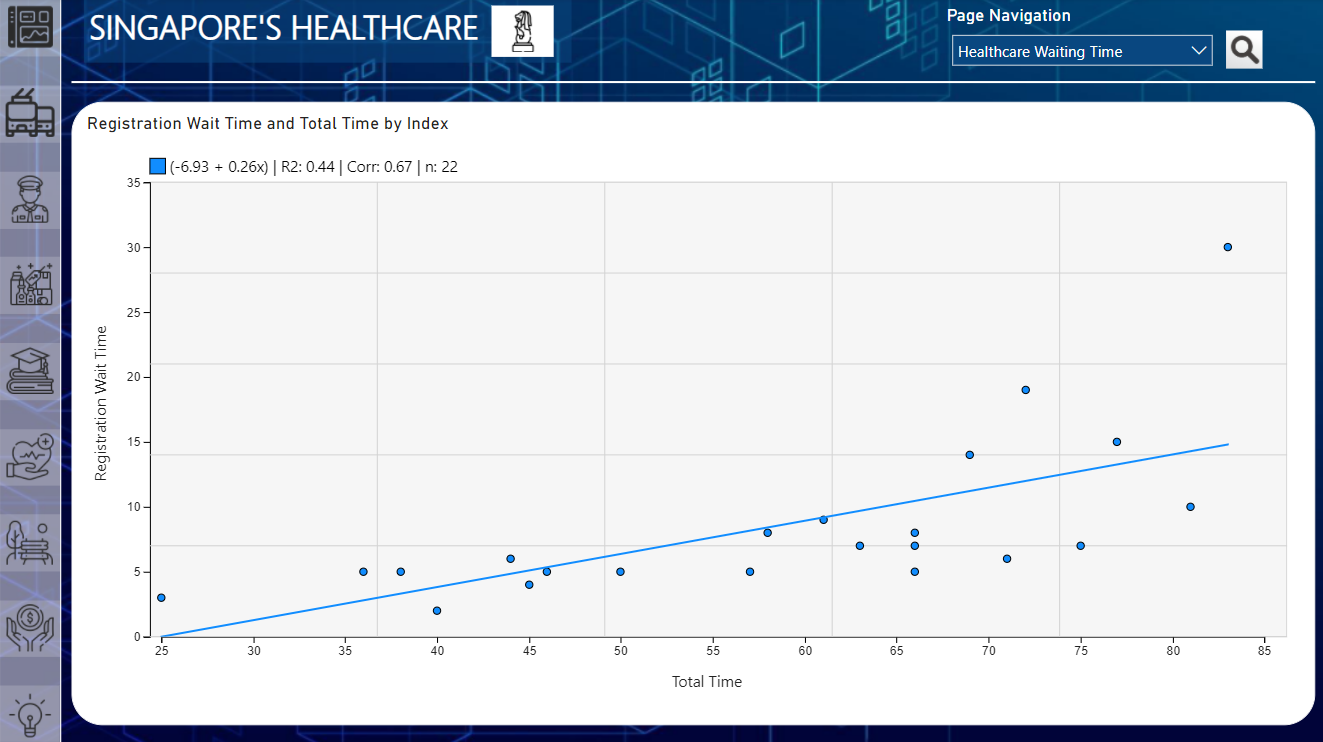 SINGAPORE'S HEALTHCARE
Page Navigation
Healthcare Waiting Time
Registration Wait Time and Total Time by Index
(-6.93 + 0.26x) | R2: 0.44 | Corr: 0.67 | n: 22
35
30
25
20
15
10
5
0
Registration Wait Time
25 30 35 40 45 50 55 60 65 70 75 80 85
Total Time